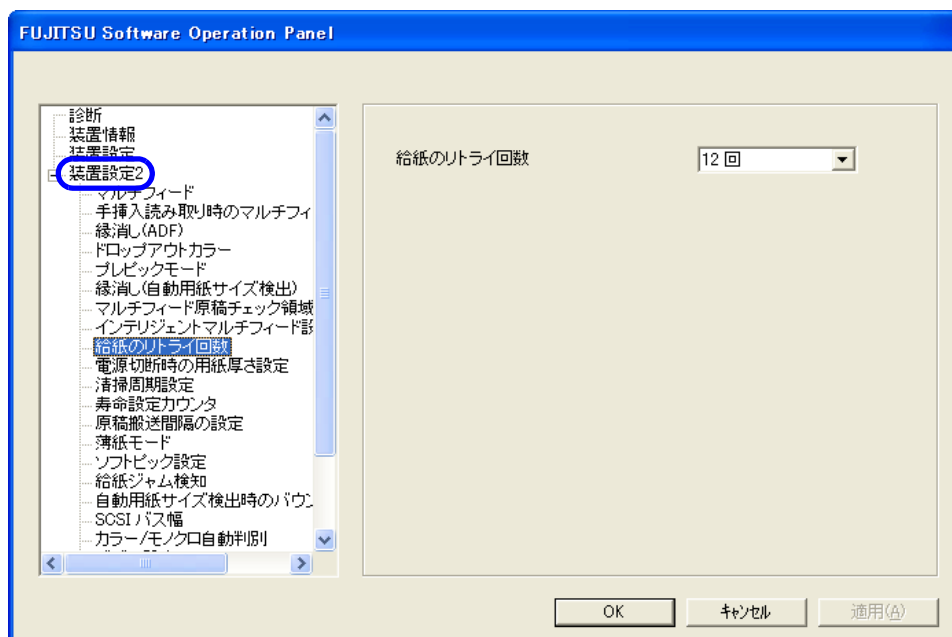 FUJITSU Software Operation Panel
診断
装置情報
装置設定
装置設定2
マルチフィード
手挿入読み取り時のマルチフィ
縁消し(ADF)
ドロップアウトカラー
プレピックモード
縁消し(自動用紙サイズ検出)
マルチフィード原稿チェック領域
インテリジェントマルチフィード設
給紙のリトライ回数
電源切断時の用紙厚さ設定
清掃周期設定
寿命設定カウンタ
原稿搬送間隔の設定
薄紙モード
ソフトピック設定
給紙ジャム検知
自動用紙サイズ検出時のバウン
SCSI バス幅
カラー/モノクロ自動判別
給紙のリトライ回数
12 回
OK
キャンセル
適用(A)